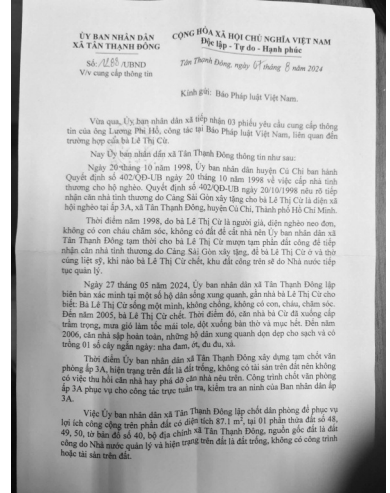 ỦY BAN NHÂN DÂN
XÃ TÂN THẠNH ĐÔNG
CỘNG HÒA XÃ HỘI CHỦ NGHĨA VIỆT NAM
Độc lập - Tự do - Hạnh phúc
Số: /UBND
V/v cung cấp thông tin
Tân Thạnh Đông, ngày tháng 8 năm 2024
Kính gửi: Báo Pháp luật Việt Nam.
Vừa qua, Ủy ban nhân dân xã tiếp nhận 03 phiếu yêu cầu cung cấp thông
tin của ông Lương Phi Hổ, công tác tại Báo Pháp luật Việt Nam, liên quan đến
trường hợp của bà Lê Thị Cừ.
Nay Ủy ban nhân dân xã Tân Thạnh Đông thông tin như sau:
Ngày 20 tháng 10 năm 1998, Ủy ban nhân dân huyện Củ Chi ban hành
Quyết định số 402/QĐ-UB ngày 20 tháng 10 năm 1998 về việc cấp nhà tình
thương cho hộ nghèo. Quyết định số 402/QĐ-UB ngày 20/10/1998 nêu rõ tiếp
nhận căn nhà tình thương do Cảng Sài Gòn xây tặng cho bà Lê Thị Cừ là diện xã
hội nghèo tại ấp 3A, xã Tân Thạnh Đông, huyện Củ Chi, Thành phố Hồ Chí Minh.
Thời điểm năm 1998, do bà Lê Thị Cừ là người già, diện nghèo neo đơn,
không có con cháu chăm sóc, không có đất để cất nhà nên Ủy ban nhân dân xã
Tân Thạnh Đông tạm thời cho bà Lê Thị Cừ mượn tạm phần đất công để tiếp
nhận căn nhà tình thương do Cảng Sài Gòn xây tặng, để bà Lê Thị Cừ ở và thờ
cúng liệt sỹ, khi nào bà Lê Thị Cừ chết, khu đất công trên sẽ do Nhà nước tiếp
tục quản lý.
Ngày 27 tháng 05 năm 2024, Ủy ban nhân dân xã Tân Thạnh Đông lập
biên bản xác minh tại một số hộ dân sống xung quanh, phần nhà bà Lê Thị Cừ cho
biết: Bà Lê Thị Cừ sống một mình, không chồng, không có con, cháu, chăm sóc.
Đến năm 2005, bà Lê Thị Cừ chết. Thời điểm đó, căn nhà bà Cừ đã xuống cấp
trầm trọng, mưa gió làm tốc mái tole, dột xuống bàn thờ và mục hết. Đến năm
2006, căn nhà sập hoàn toàn, những hộ dân xung quanh dọn dẹp cho sạch và có
trồng 01 số cây ngắn ngày: nha đam, ớt, đu đủ, xả.
Thời điểm Ủy ban nhân dân xã Tân Thạnh Đông xây dựng tạm chốt văn
phòng ấp 3A, hiện trạng trên đất là đất trống, không có tài sản trên đất nên không
có việc thu hồi căn nhà hay phá dỡ căn nhà nêu trên. Công trình chốt văn phòng
ấp 3A phục vụ cho công tác trực tuần tra, kiểm tra an ninh của Ban nhân dân ấp
3A.
Việc Ủy ban nhân dân xã Tân Thạnh Đông lập chốt dân phòng để phục vụ
lợi ích công cộng trên phần đất có diện tích 87.1 m², tại 01 phần thửa đất số 48,
49, 50, tờ bản đồ số 40, bộ địa chính xã Tân Thạnh Đông, nguồn gốc đất là đất
công do Nhà nước quản lý và hiện trạng trên đất là đất trống, không có công trình
hoặc tài sản trên đất.